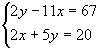 2y − 11x = 67
2x + 5y = 20